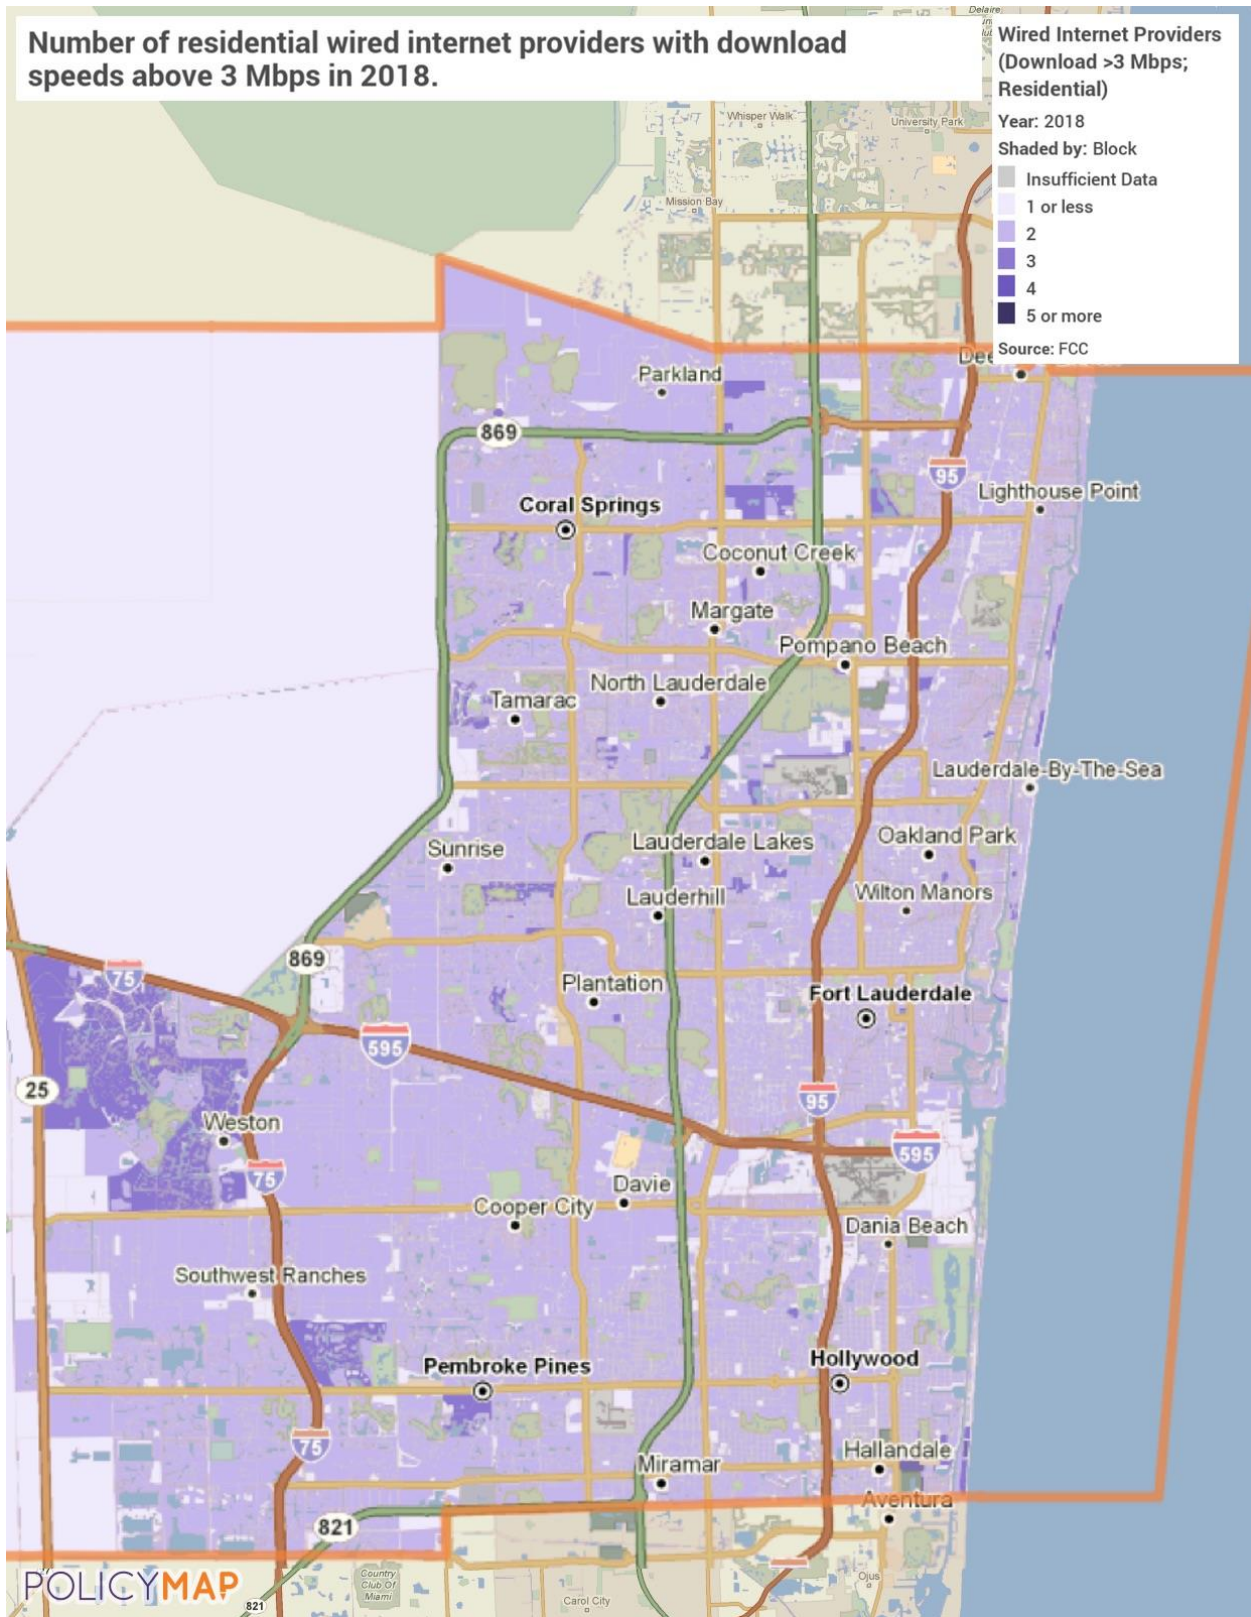 Number of residential wired internet providers with download
speeds above 3 Mbps in 2018.
Delaire
Wired Internet Providers
(Download >3 Mbps;
Residential)
Year: 2018
Shaded by: Block
Insufficient Data
1 or less
2
3
4
5 or more
Source: FCC
Whisper Walk
University Park
Mission Bay
Dee
Parkland
869
95
Lighthouse Point
Coral Springs
Coconut Creek
Margate
Pompano Beach
North Lauderdale
Tamarac
Lauderdale-By-The-Sea
Oakland Park
Lauderdale Lakes
Sunrise
Wilton Manors
Lauderhill
869
75
Plantation
Fort Lauderdale
595
25
95
Weston
595
75
Davie
Cooper City
Dania Beach
Southwest Ranches
Hollywood
Pembroke Pines
75
Hallandale
Miramar
Aventura
821
Country
Club Of
Miami
Ojus
POLICYMAP
821
Carol City